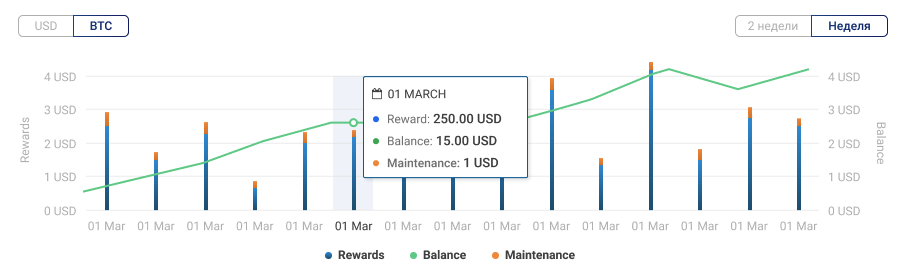 USD BTC 2 недели Неделя
4 USD 4 USD
3 USD 3 USD
2 USD 2 USD
1 USD 1 USD
0 USD 0 USD
Rewards
Balance
01 MARCH
Reward: 250.00 USD
Balance: 15.00 USD
Maintenance: 1 USD
01 Mar 01 Mar 01 Mar 01 Mar 01 Mar 01 Mar 01 Mar 01 Mar 01 Mar 01 Mar 01 Mar 01 Mar 01 Mar 01 Mar 01 Mar
Rewards Balance Maintenance